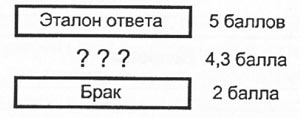 Эталон ответа 5 баллов
? ? ? 4,3 балла
Брак 2 балла